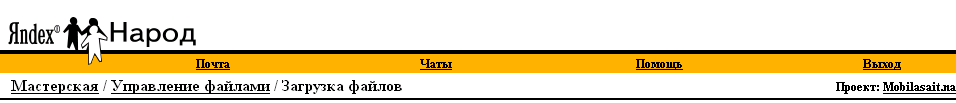 Яndex® Народ
Почта Чаты Помощь Выход
Мастерская / Управление файлами / Загрузка файлов Проект: Mobilasait.na